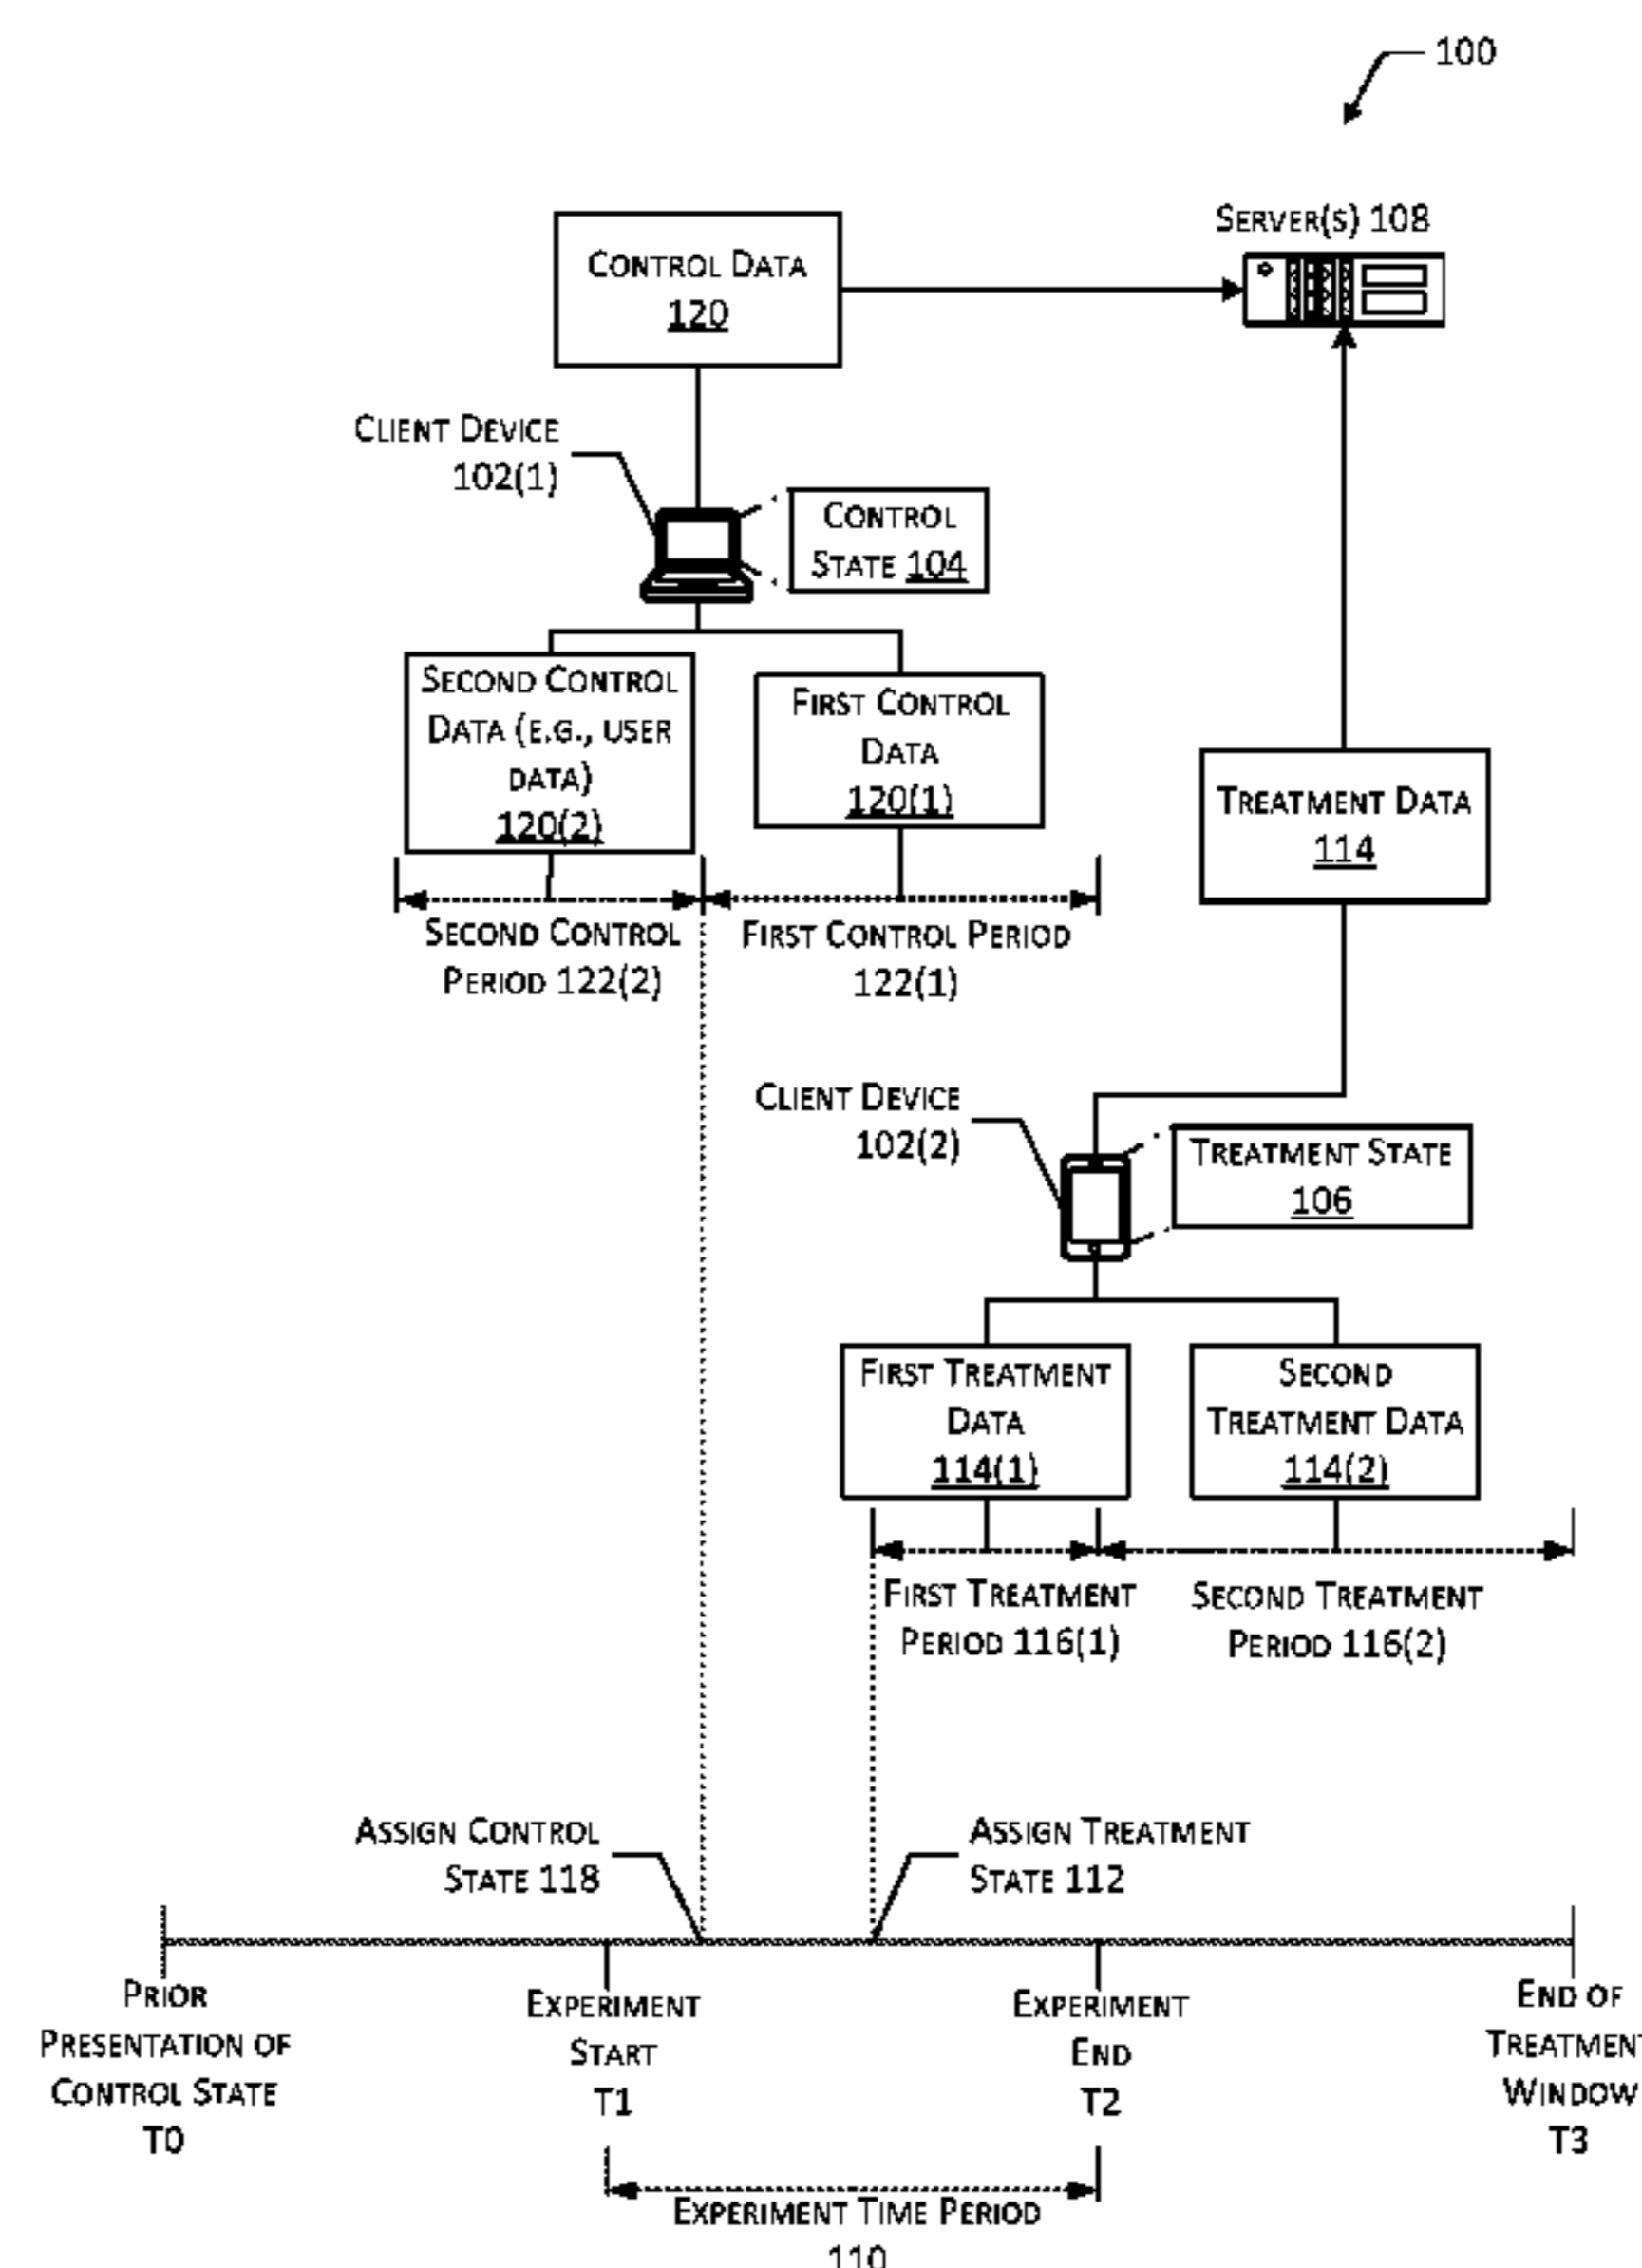 100
SERVER(S) 108
CONTROL DATA
120
CLIENT DEVICE
102(1)
CONTROL
STATE 104
SECOND CONTROL
DATA (E.G., USER
DATA)
120(2)
FIRST CONTROL
DATA
120(1)
TREATMENT DATA
114
SECOND CONTROL
PERIOD 122(2)
FIRST CONTROL PERIOD
122(1)
CLIENT DEVICE
102(2)
TREATMENT STATE
106
FIRST TREATMENT
DATA
114(1)
SECOND
TREATMENT DATA
114(2)
FIRST TREATMENT
PERIOD 116(1)
SECOND TREATMENT
PERIOD 116(2)
ASSIGN CONTROL
STATE 118
ASSIGN TREATMENT
STATE 112
PRIOR
PRESENTATION OF
CONTROL STATE
T0
EXPERIMENT
START
T1
EXPERIMENT
END
T2
END OF
TREATMENT
WINDOW
T3
EXPERIMENT TIME PERIOD
110